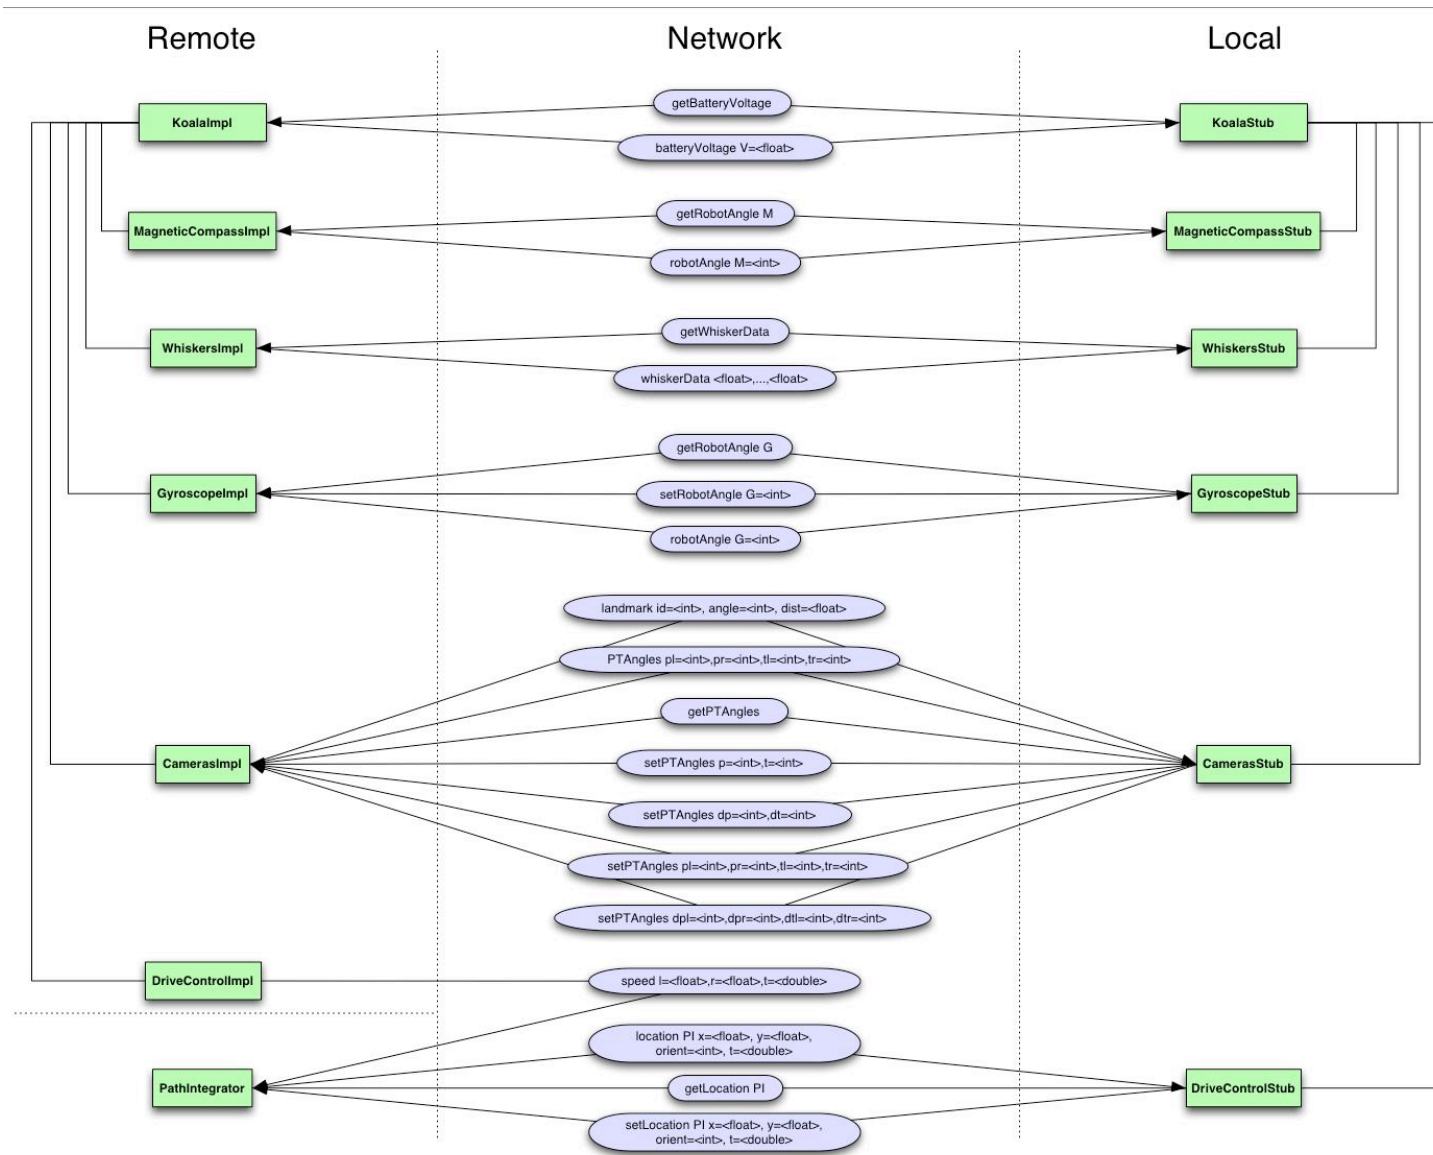 Remote
Network
Local
getBatteryVoltage
KoalaImpl
KoalaStub
batteryVoltage V=<float>
getRobotAngle M
MagneticCompassImpl
MagneticCompassStub
robotAngle M=<int>
getWhiskerData
WhiskersImpl
WhiskersStub
whiskerData <float>,...,<float>
getRobotAngle G
GyroscopeImpl
setRobotAngle G=<int>
GyroscopeStub
robotAngle G=<int>
landmark id=<int>, angle=<int>, dist=<float>
PTAngles pl=<int>,pr=<int>,tl=<int>,tr=<int>
getPTAngles
CamerasImpl
setPTAngles p=<int>,t=<int>
CamerasStub
setPTAngles dp=<int>,dt=<int>
setPTAngles pl=<int>,pr=<int>,tl=<int>,tr=<int>
setPTAngles dpl=<int>,dpr=<int>,dtl=<int>,dtr=<int>
DriveControlImpl
speed l=<float>,r=<float>,t=<double>
location PI x=<float>, y=<float>,
orient=<int>, t=<double>
PathIntegrator
getLocation PI
DriveControlStub
setLocation PI x=<float>, y=<float>,
orient=<int>, t=<double>